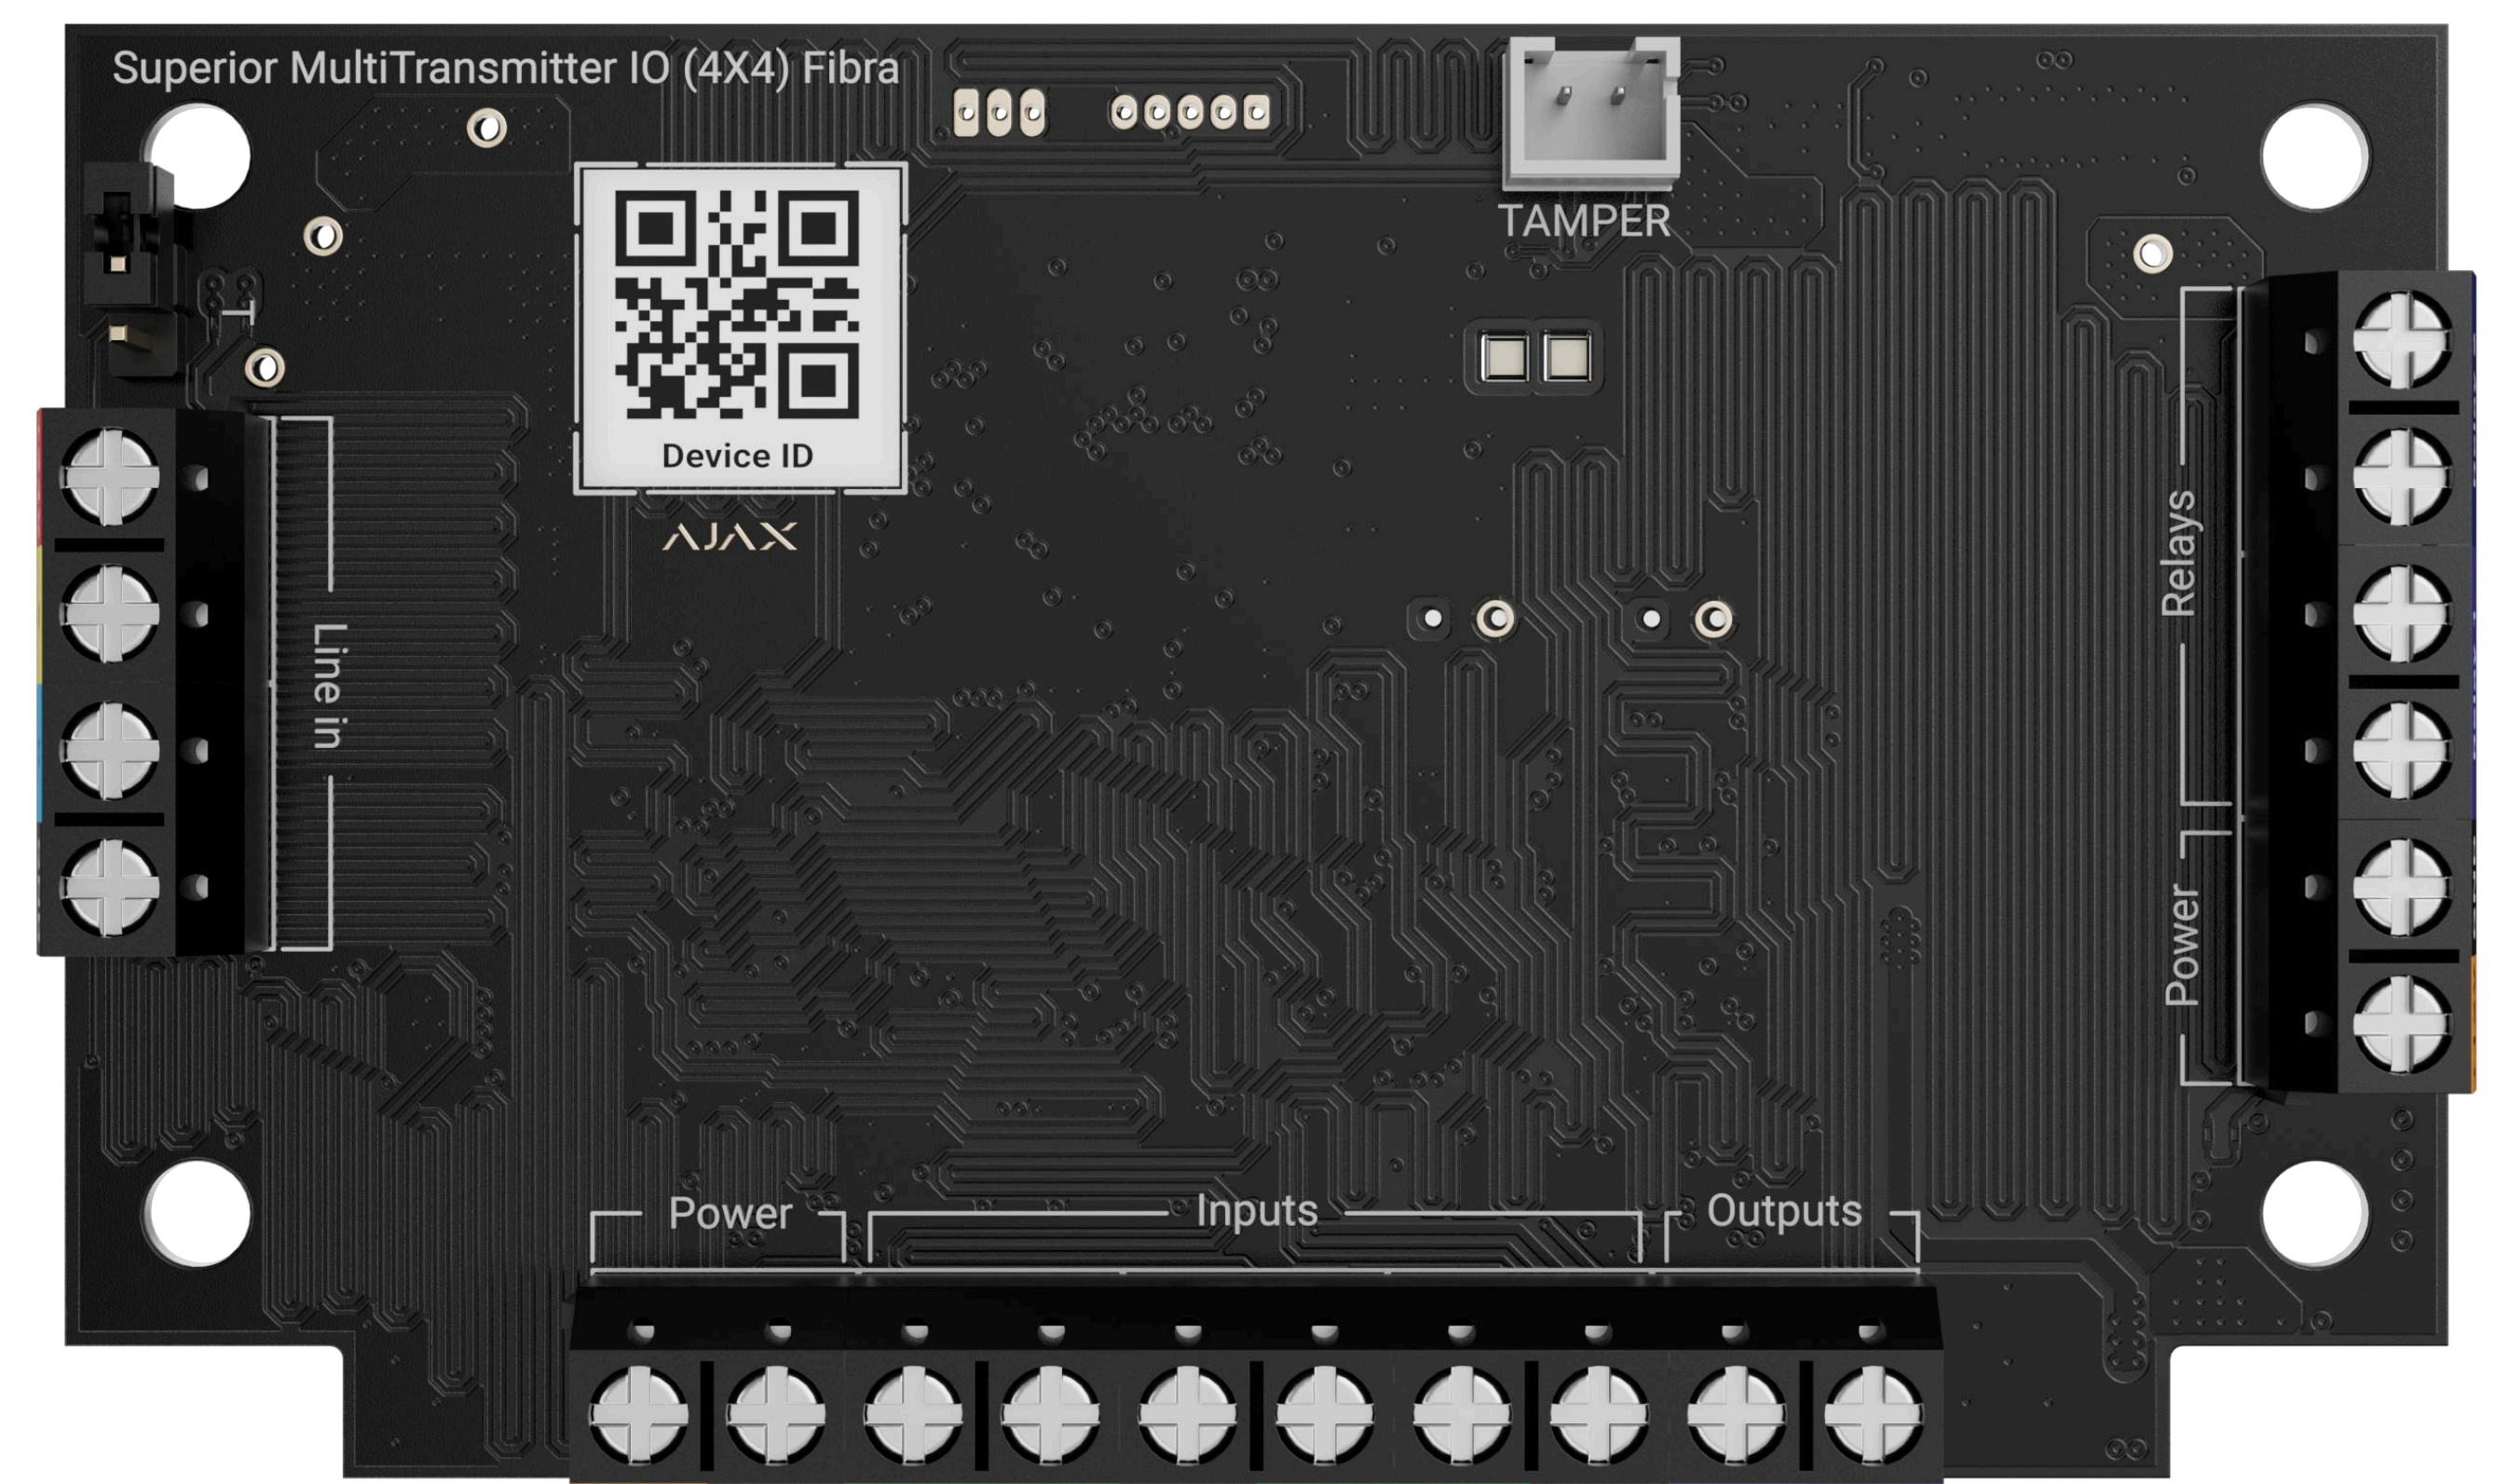 Superior MultiTransmitter IO (4X4) Fibra
TAMPER
Device ID
AJAX
Line in
Relays
Power
Power
Inputs
Outputs